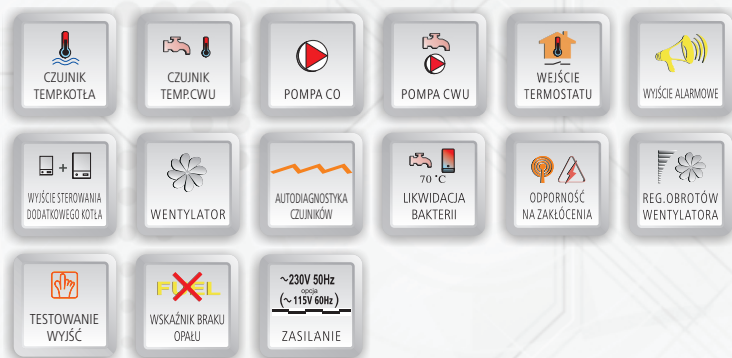 CZUJNIK
TEMP.KOTŁA
CZUJNIK
TEMP.CWU
POMPA CO
POMPA CWU
WEJŚCIE
TERMOSTATU
WYJŚCIE ALARMOWE
WYJŚCIE STEROWANIA
DODATKOWEGO KOTŁA
WENTYLATOR
AUTODIAGNOSTYKA
CZUJNIKÓW
70 °C
LIKWIDACJA
BAKTERII
ODPORNOŚĆ
NA ZAKŁÓCENIA
REG.OBROTÓW
WENTYLATORA
TESTOWANIE
WYJŚĆ
FUEL
WSKAŹNIK BRAKU
OPAŁU
~230V 50Hz
opcja
(~115V 60Hz)
ZASILANIE